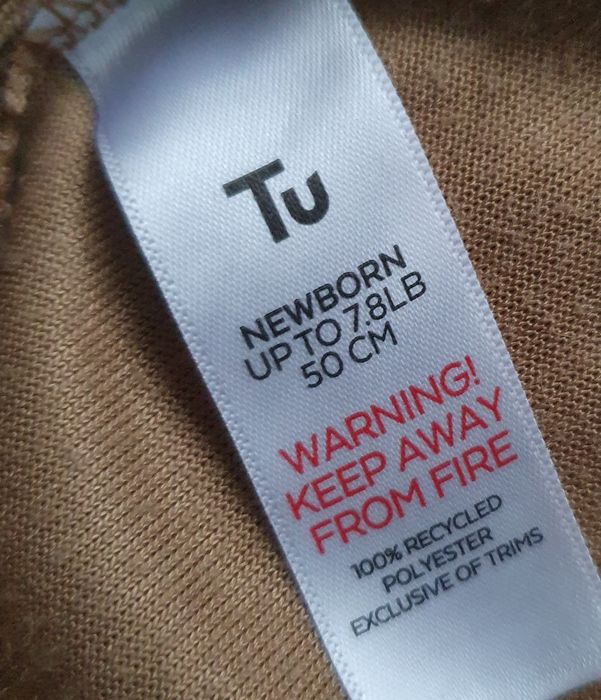 Tu
NEWBORN
UP TO 7.8LB
50 CM
WARNING!
KEEP AWAY
FROM FIRE
100% RECYCLED
POLYESTER
EXCLUSIVE OF TRIMS